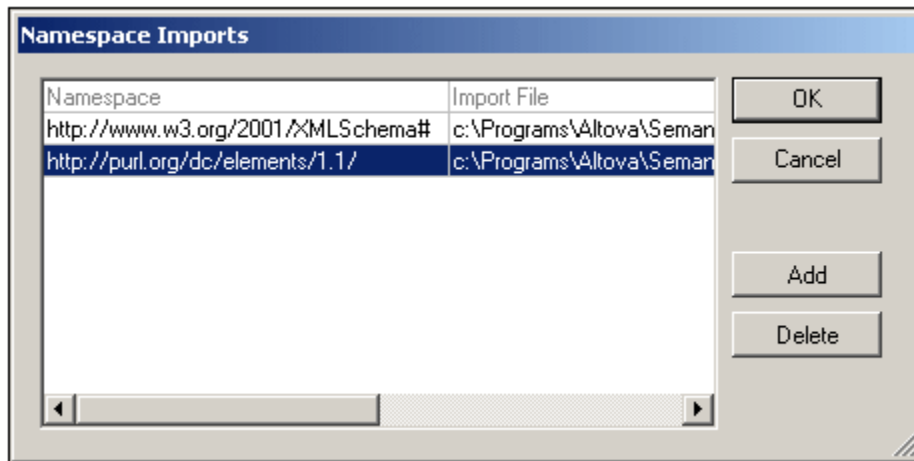 Namespace Imports
Namespace Import File
http://www.w3.org/2001/XMLSchema# c:\Programs\Altova\Seman
http://purl.org/dc/elements/1.1/ c:\Programs\Altova\Seman
OK
Cancel
Add
Delete